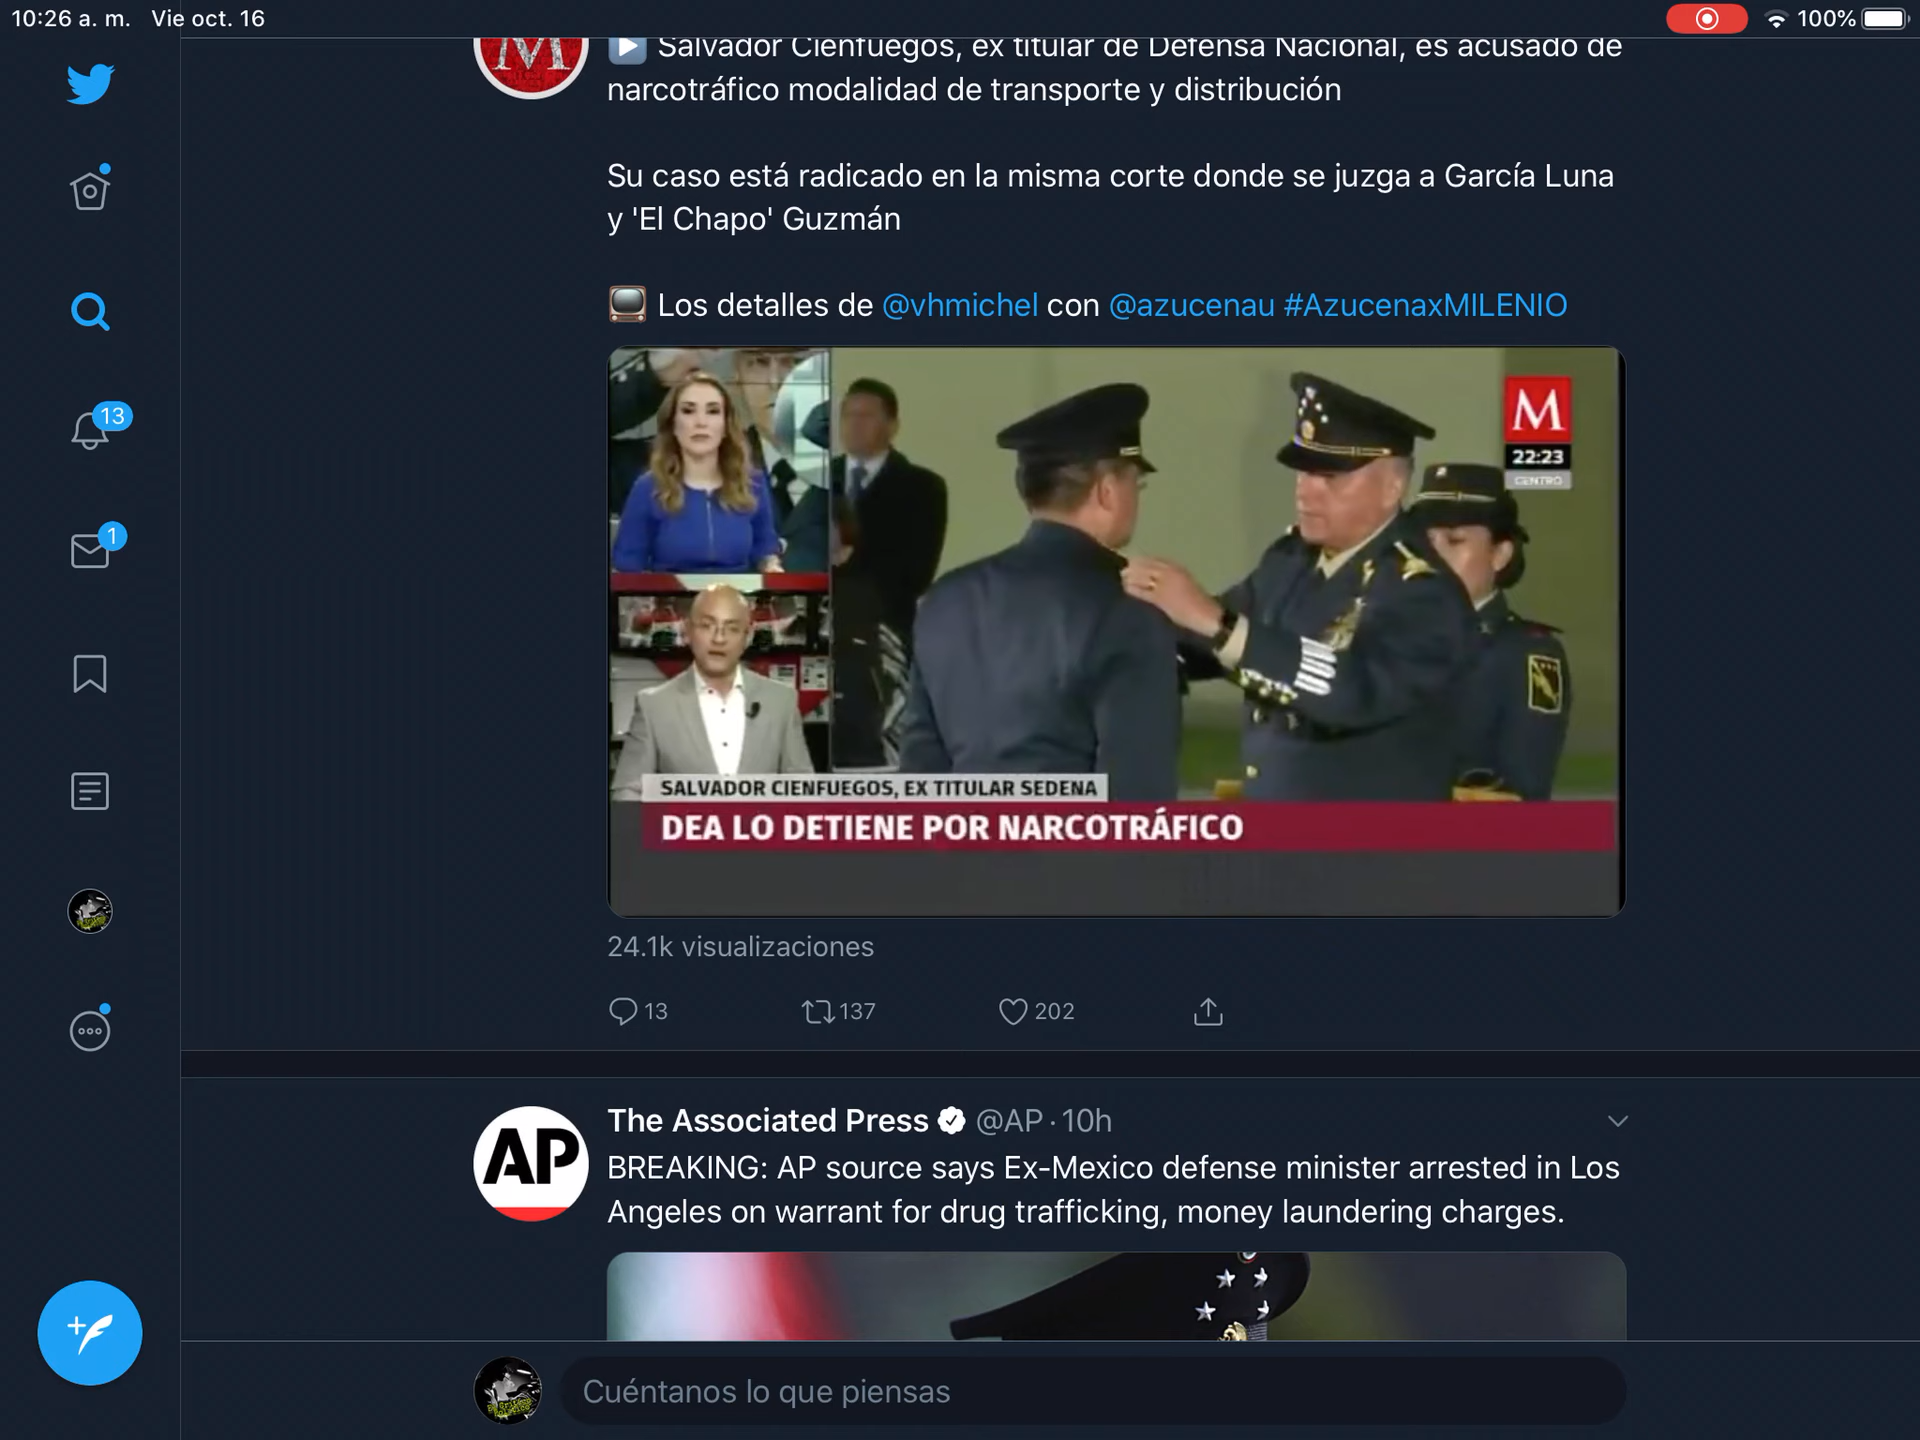 10:26 a. m. Vie oct. 16
100%
Salvador Cienfuegos, ex titular de Defensa Nacional, es acusado de
narcotráfico modalidad de transporte y distribución
Su caso está radicado en la misma corte donde se juzga a García Luna
y 'El Chapo' Guzmán
Los detalles de @vhmichel con @azucenau #AzucenaxMILENIO
M
22:23
CENTRO
SALVADOR CIENFUEGOS, EX TITULAR SEDENA
DEA LO DETIENE POR NARCOTRÁFICO
24.1k visualizaciones
13
137
202
13
1
AP
The Associated Press @AP · 10h
BREAKING: AP source says Ex-Mexico defense minister arrested in Los
Angeles on warrant for drug trafficking, money laundering charges.
Cuéntanos lo que piensas